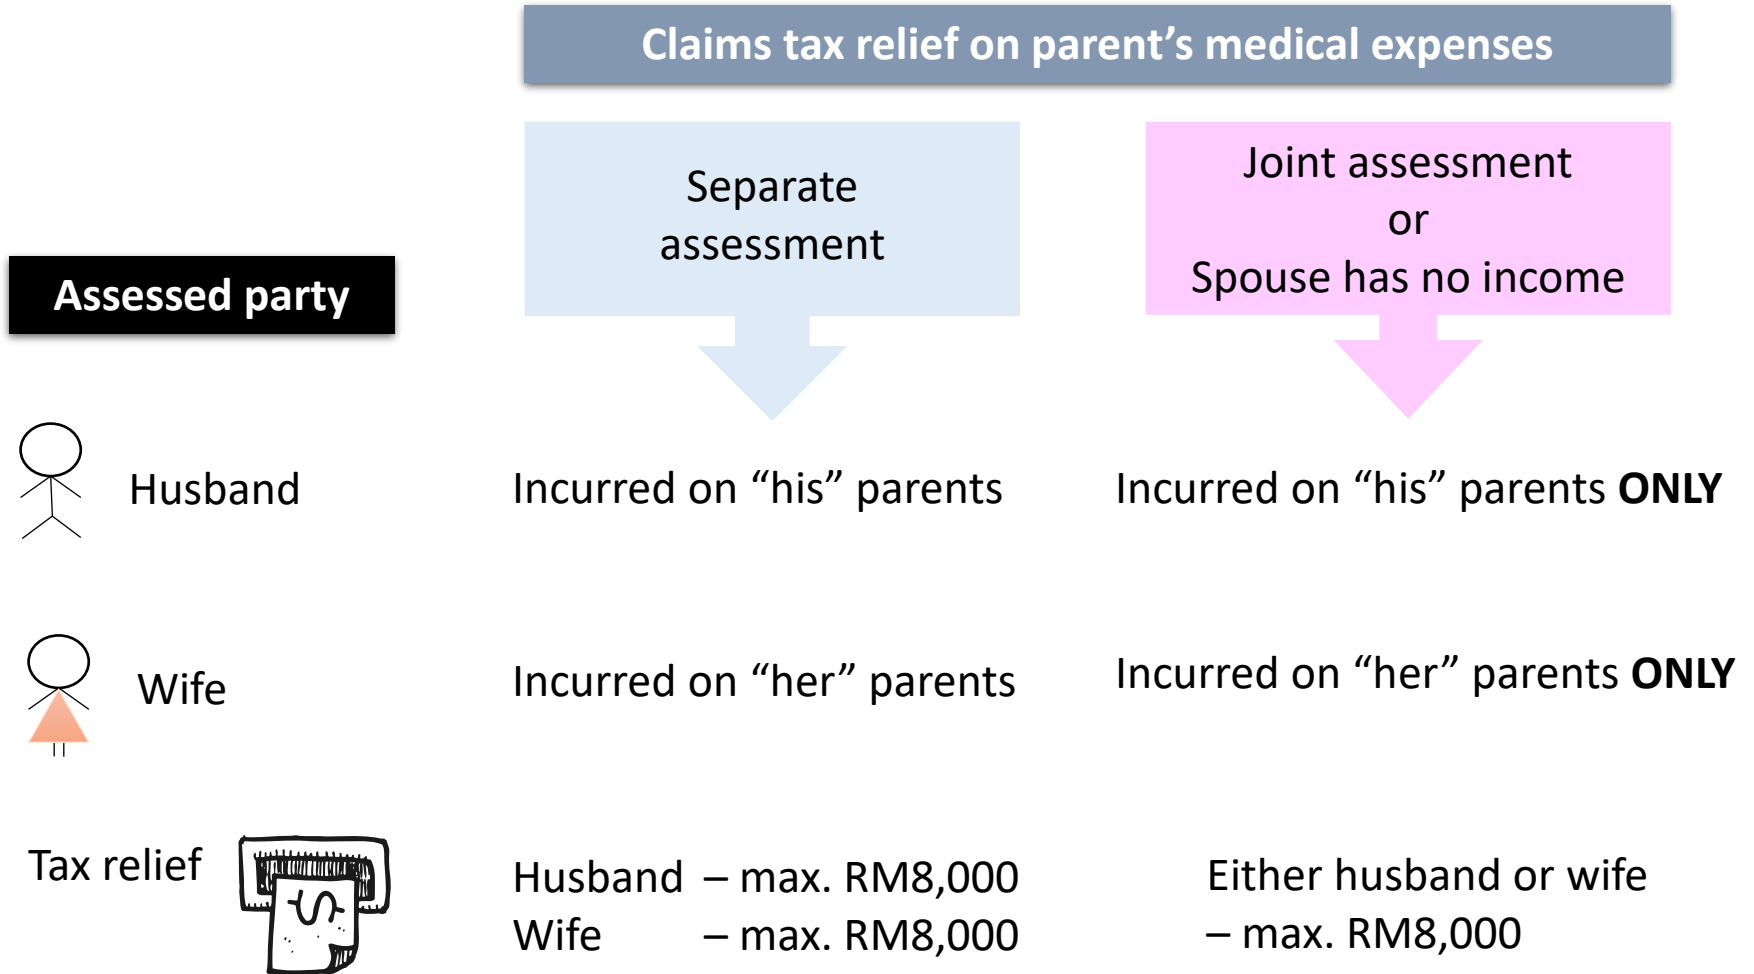 Claims tax relief on parent’s medical expenses
Separate
assessment
Joint assessment
or
Spouse has no income
Assessed party
Husband
Incurred on “his” parents
Incurred on “his” parents ONLY
Wife
Incurred on “her” parents
Incurred on “her” parents ONLY
Tax relief
$
Husband – max. RM8,000
Wife – max. RM8,000
Either husband or wife
– max. RM8,000